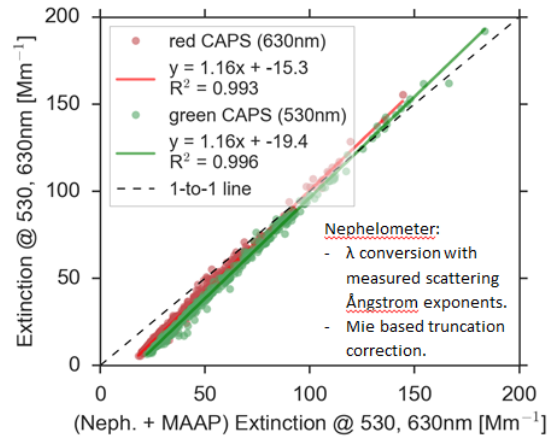 200
150
100
50
0
Extinction @ 530, 630nm [Mm⁻¹]
red CAPS (630nm)
y = 1.16x + -15.3
R² = 0.993
green CAPS (530nm)
y = 1.16x + -19.4
R² = 0.996
1-to-1 line
Nephelometer:
- λ conversion with
measured scattering
Ångstrom exponents.
- Mie based truncation
correction.
0 50 100 150 200
(Neph. + MAAP) Extinction @ 530, 630nm [Mm⁻¹]